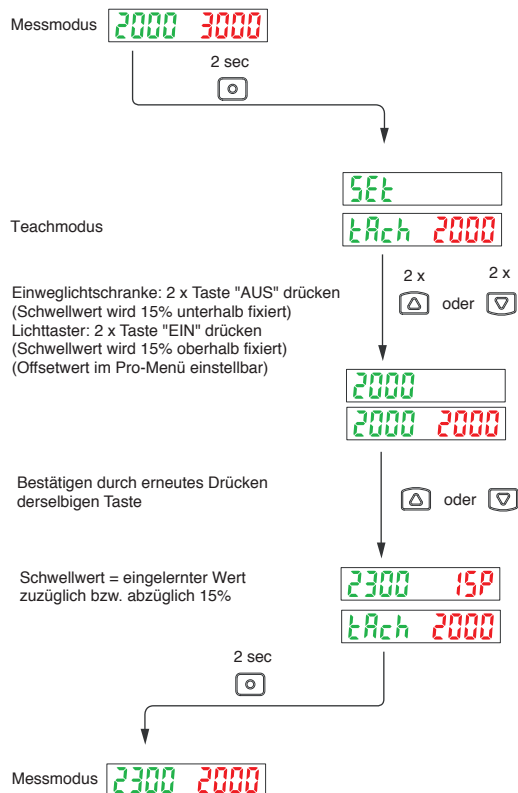 Messmodus 2000 3000
2 sec
SEt
Teachmodus
tAch 2000
2 x 2 x
oder
Einweglichtschranke: 2 x Taste "AUS" drücken
(Schwellwert wird 15% unterhalb fixiert)
Lichttaster: 2 x Taste "EIN" drücken
(Schwellwert wird 15% oberhalb fixiert)
(Offsetwert im Pro-Menü einstellbar)
2000
2000 2000
Bestätigen durch erneutes Drücken
derselbigen Taste
oder
Schwellwert = eingelernter Wert
zuzüglich bzw. abzüglich 15%
2300 1SP
tAch 2000
2 sec
Messmodus 2300 2000